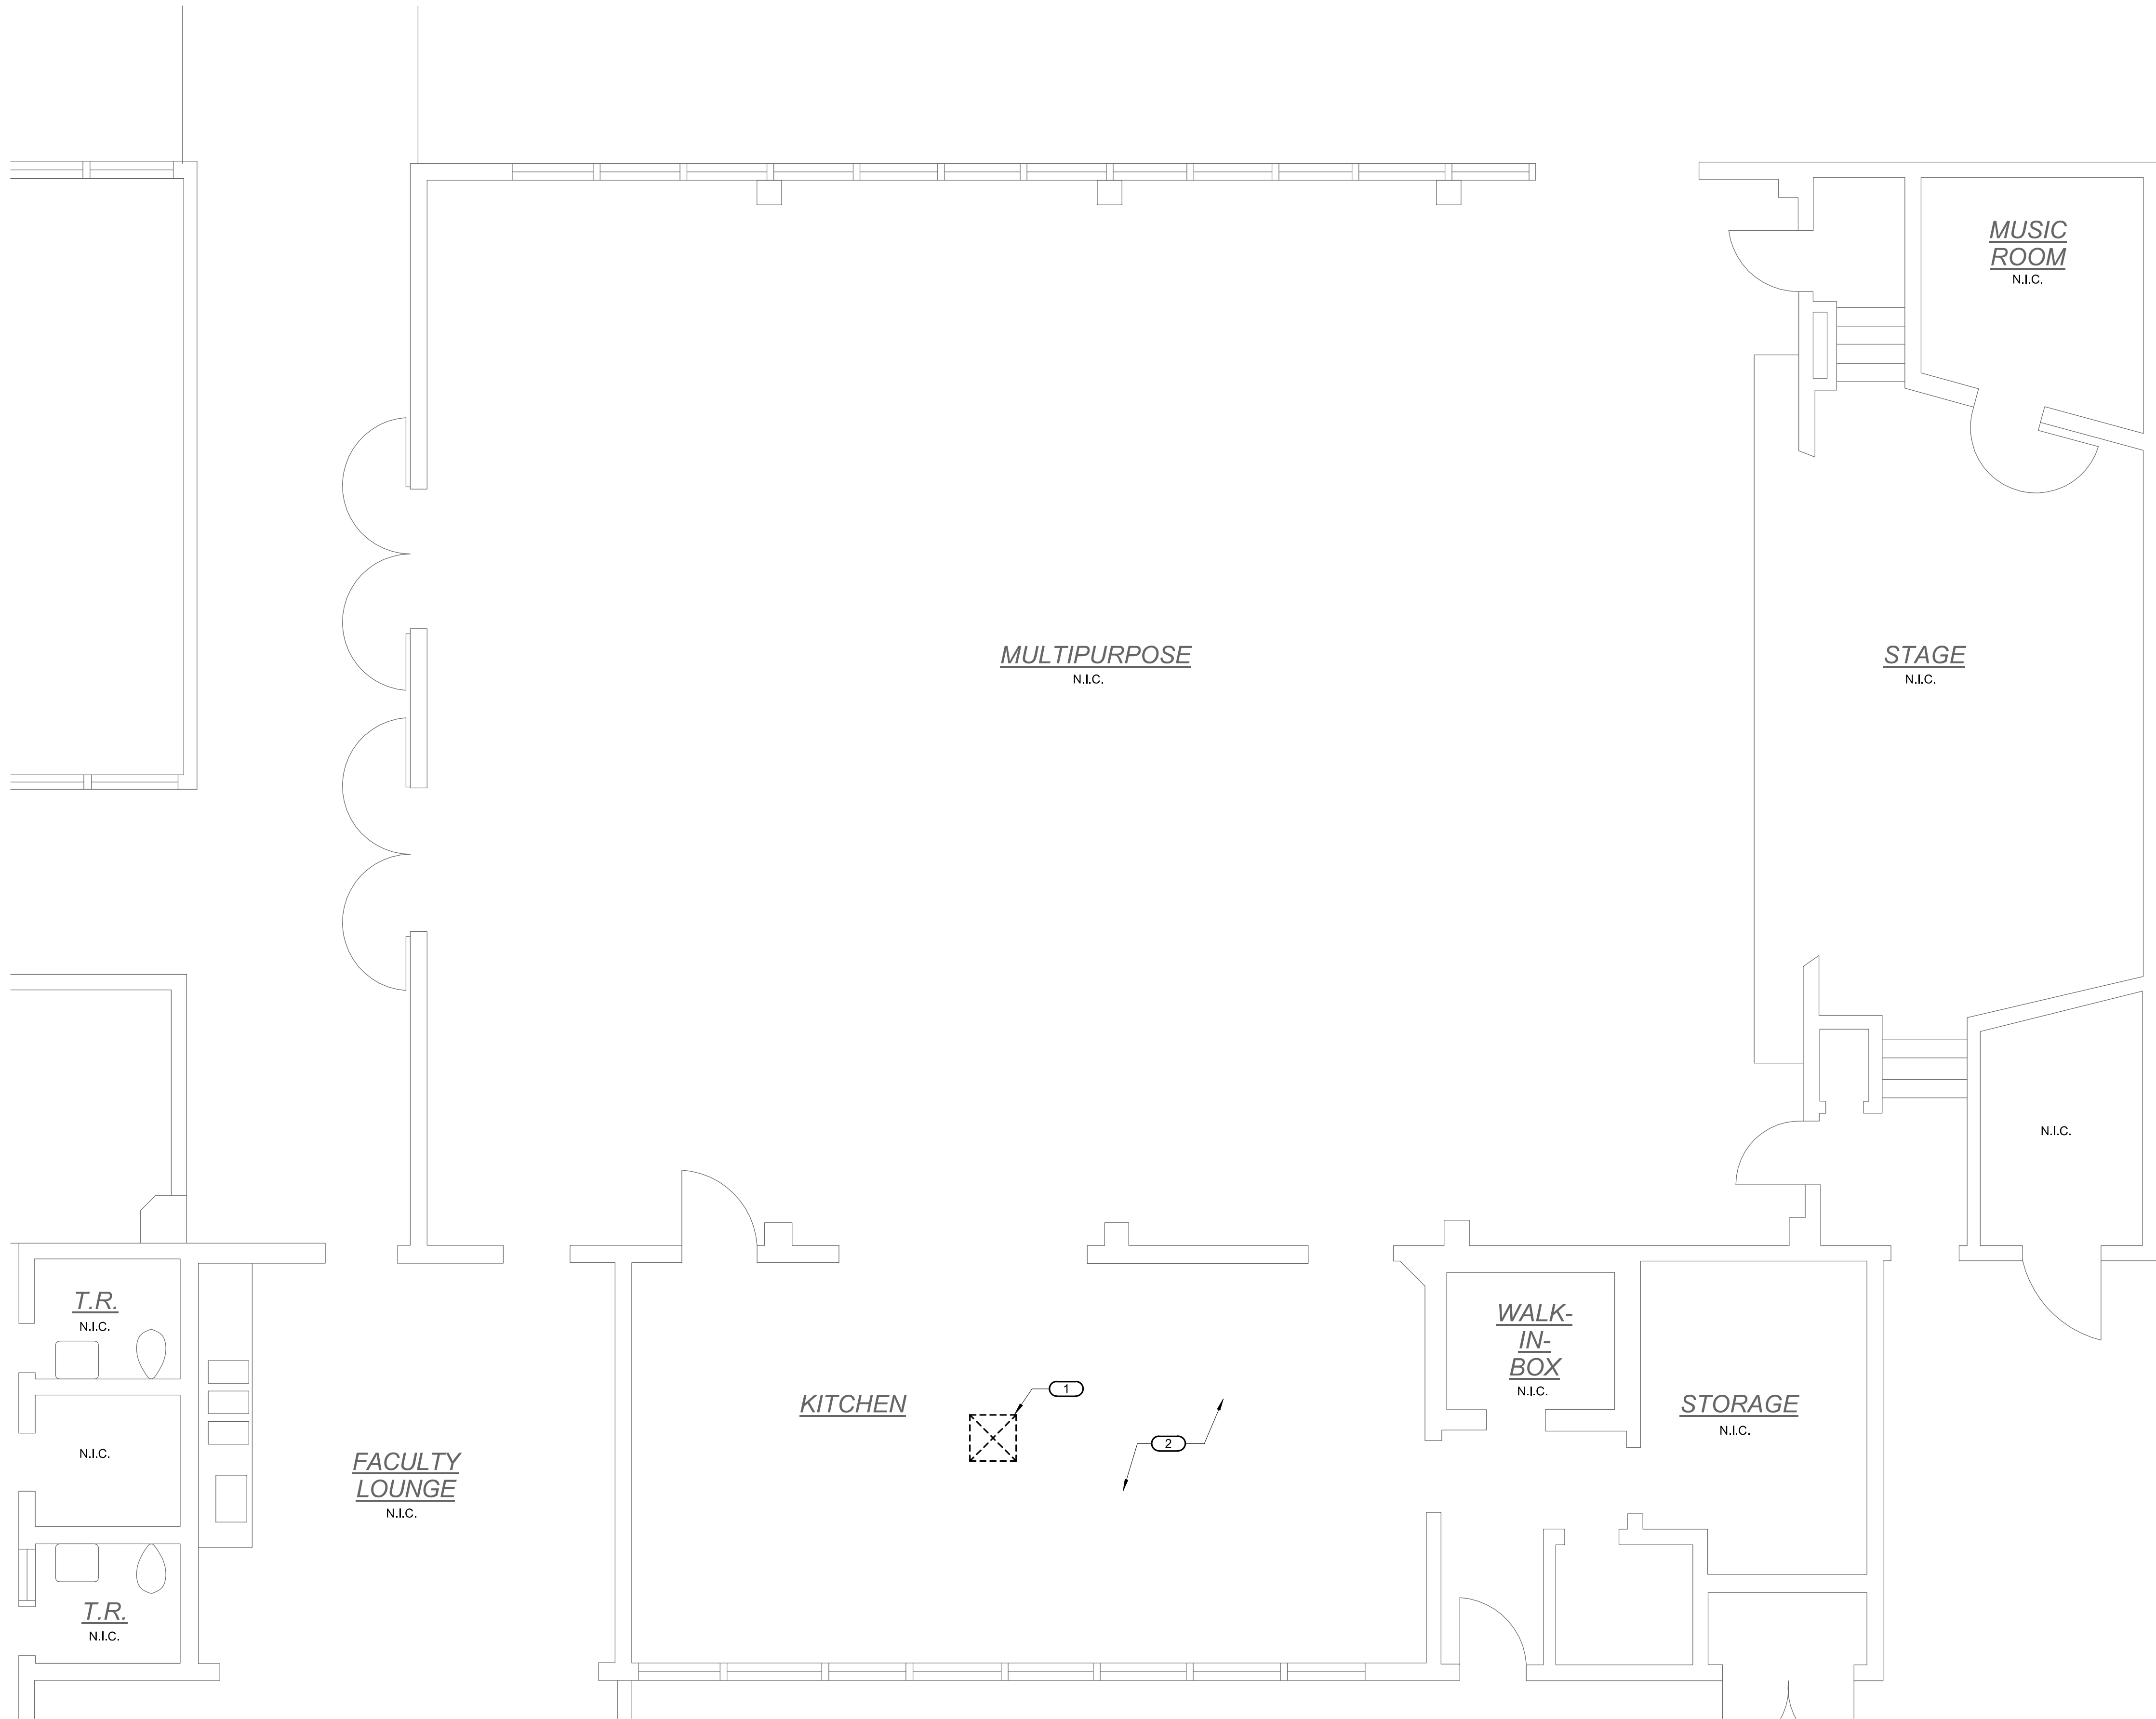 MUSIC
ROOM
N.I.C.
MULTIPURPOSE
N.I.C.
STAGE
N.I.C.
N.I.C.
T.R.
N.I.C.
N.I.C.
T.R.
N.I.C.
FACULTY
LOUNGE
N.I.C.
KITCHEN
1
2
WALK-
IN-
BOX
N.I.C.
STORAGE
N.I.C.